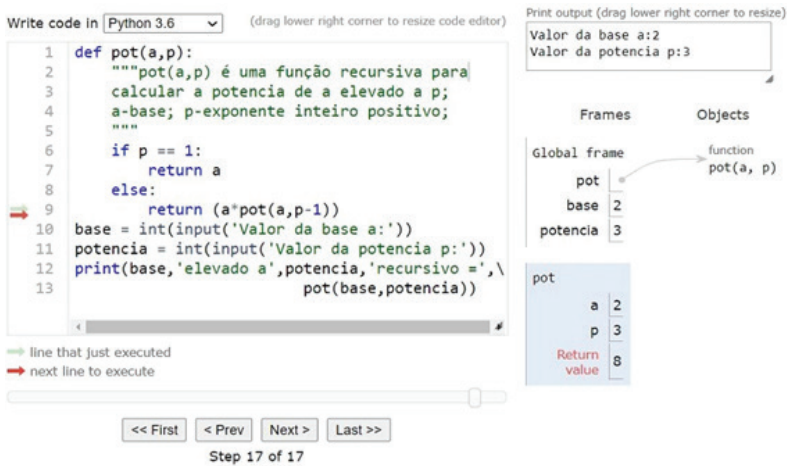 Write code in Python 3.6 (drag lower right corner to resize code editor)
1 def pot(a,p):
2 """pot(a,p) é uma função recursiva para
3 calcular a potencia de a elevado a p;
4 a-base; p-exponente inteiro positivo;
5 """
6 if p == 1:
7 return a
8 else:
9 return (a*pot(a,p-1))
10 base = int(input('Valor da base a:'))
11 potencia = int(input('Valor da potencia p:'))
12 print(base,'elevado a',potencia,'recursivo =',\
13 pot(base,potencia))
line that just executed
next line to execute
<< First < Prev Next > Last >>
Step 17 of 17
Print output (drag lower right corner to resize)
Valor da base a:2
Valor da potencia p:3
Frames Objects
Global frame
pot
base 2
potencia 3
function
pot(a, p)
pot
a 2
p 3
Return
value 8